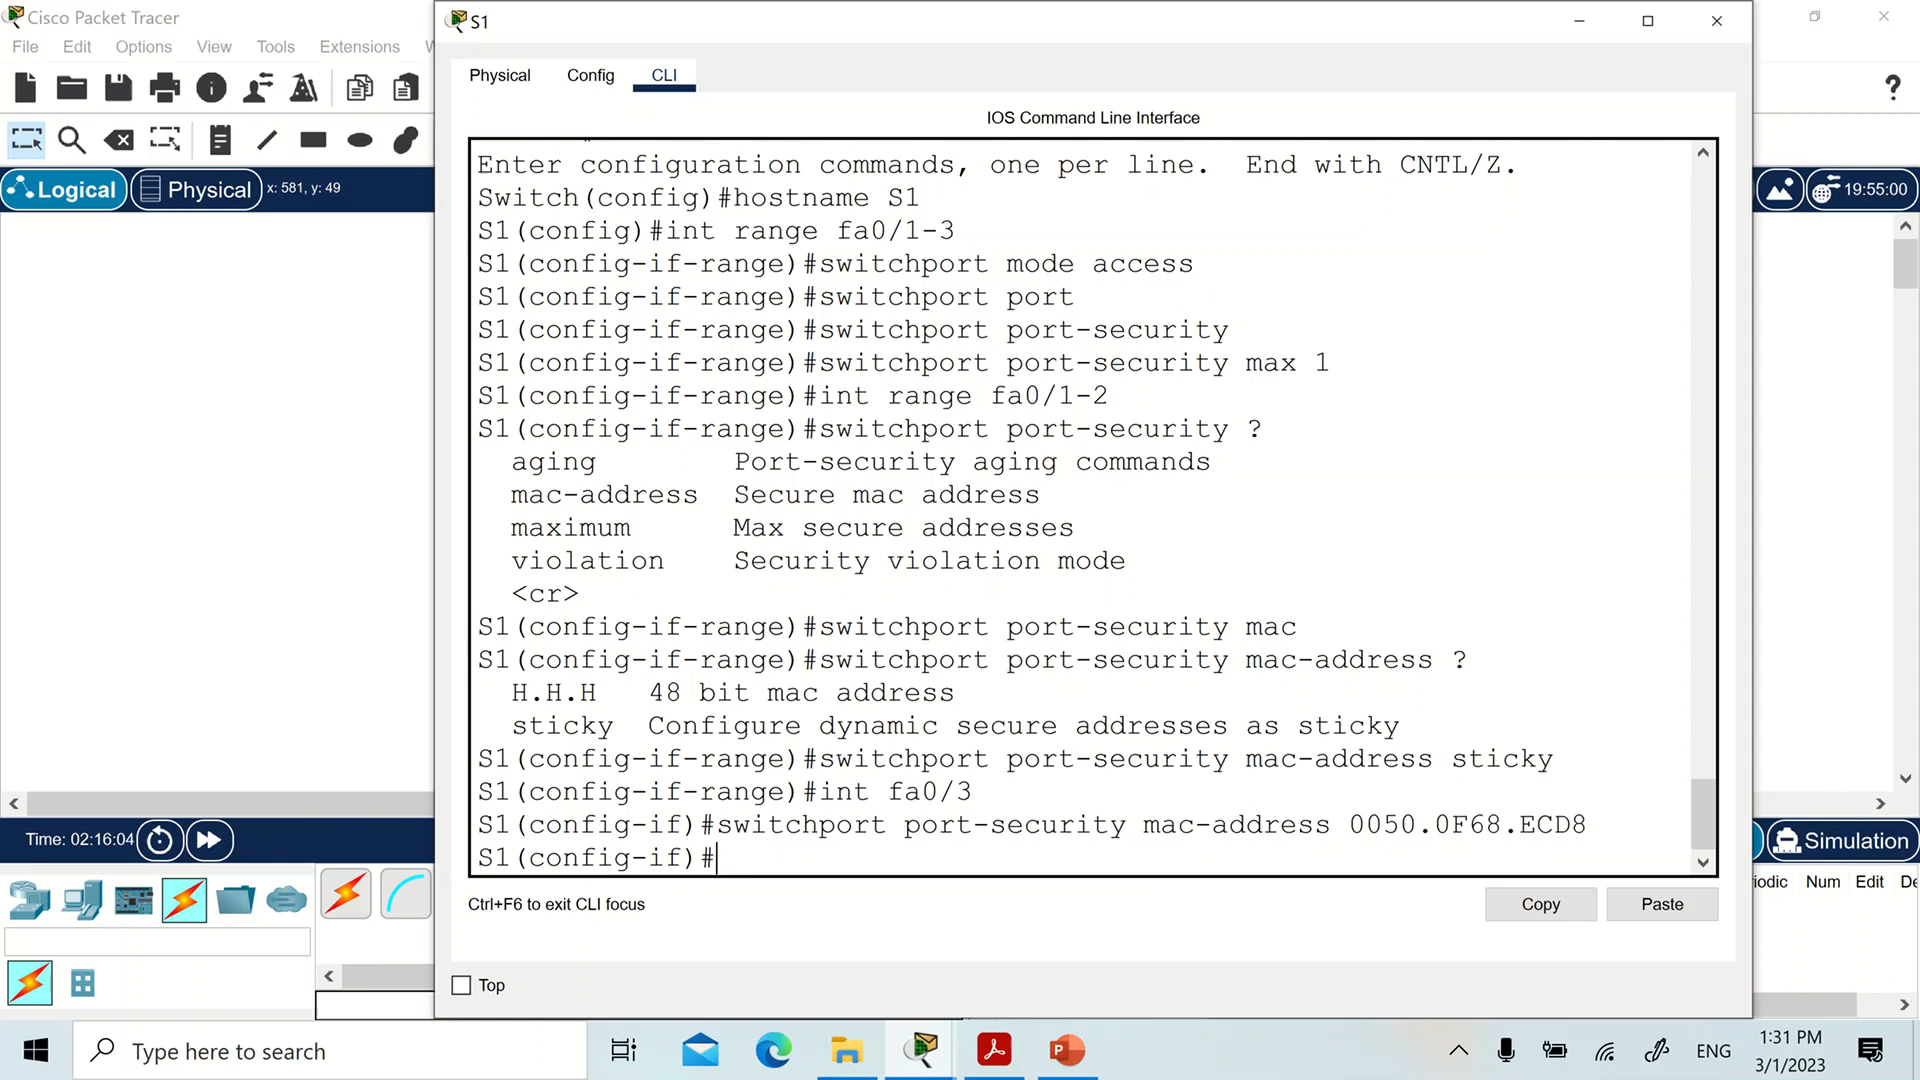 Cisco Packet Tracer
File Edit Options View Tools Extensions
S1
Physical Config CLI
IOS Command Line Interface
Logical
Physical
x: 581, y: 49
19:55:00
Enter configuration commands, one per line.  End with CNTL/Z.
Switch(config)#hostname S1
S1(config)#int range fa0/1-3
S1(config-if-range)#switchport mode access
S1(config-if-range)#switchport port
S1(config-if-range)#switchport port-security
S1(config-if-range)#switchport port-security max 1
S1(config-if-range)#int range fa0/1-2
S1(config-if-range)#switchport port-security ?
aging Port-security aging commands
mac-address Secure mac address
maximum Max secure addresses
violation Security violation mode
<cr>
S1(config-if-range)#switchport port-security mac
S1(config-if-range)#switchport port-security mac-address ?
H.H.H 48 bit mac address
sticky Configure dynamic secure addresses as sticky
S1(config-if-range)#switchport port-security mac-address sticky
S1(config-if-range)#int fa0/3
S1(config-if)#switchport port-security mac-address 0050.0F68.ECD8
S1(config-if)#
Ctrl+F6 to exit CLI focus
Copy
Paste
Top
Time: 02:16:04
Simulation
iodic Num Edit De
Type here to search
ENG
1:31 PM
3/1/2023